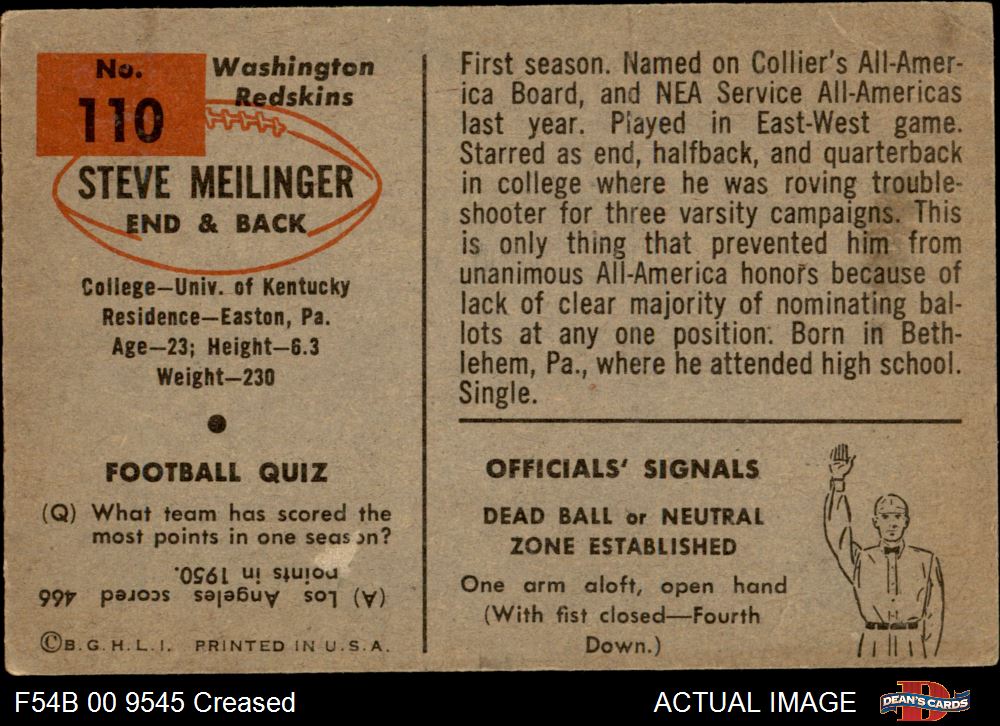 No.
110
Washington
Redskins
STEVE MEILINGER
END & BACK
College—Univ. of Kentucky
Residence—Easton, Pa.
Age—23; Height—6.3
Weight—230
FOOTBALL QUIZ
(Q) What team has scored the
most points in one season?
(A) Los Angeles scored 466
points in 1950.
©B.G.H.L.I. PRINTED IN U.S.A.
First season. Named on Collier's All-Amer-
ica Board, and NEA Service All-Americas
last year. Played in East-West game.
Starred as end, halfback, and quarterback
in college where he was roving trouble-
shooter for three varsity campaigns. This
is only thing that prevented him from
unanimous All-America honors because of
lack of clear majority of nominating bal-
lots at any one position. Born in Beth-
lehem, Pa., where he attended high school.
Single.
OFFICIALS' SIGNALS
DEAD BALL or NEUTRAL
ZONE ESTABLISHED
One arm aloft, open hand
(With fist closed—Fourth
Down.)
F54B 00 9545 Creased
ACTUAL IMAGE
DEAN'S CARDS